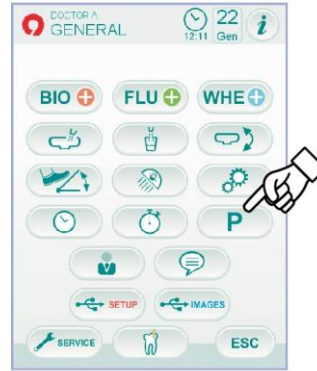 DOCTOR A
GENERAL
12:11
22
Gen
i
BIO
FLU
WHE
P
SETUP
IMAGES
SERVICE
ESC